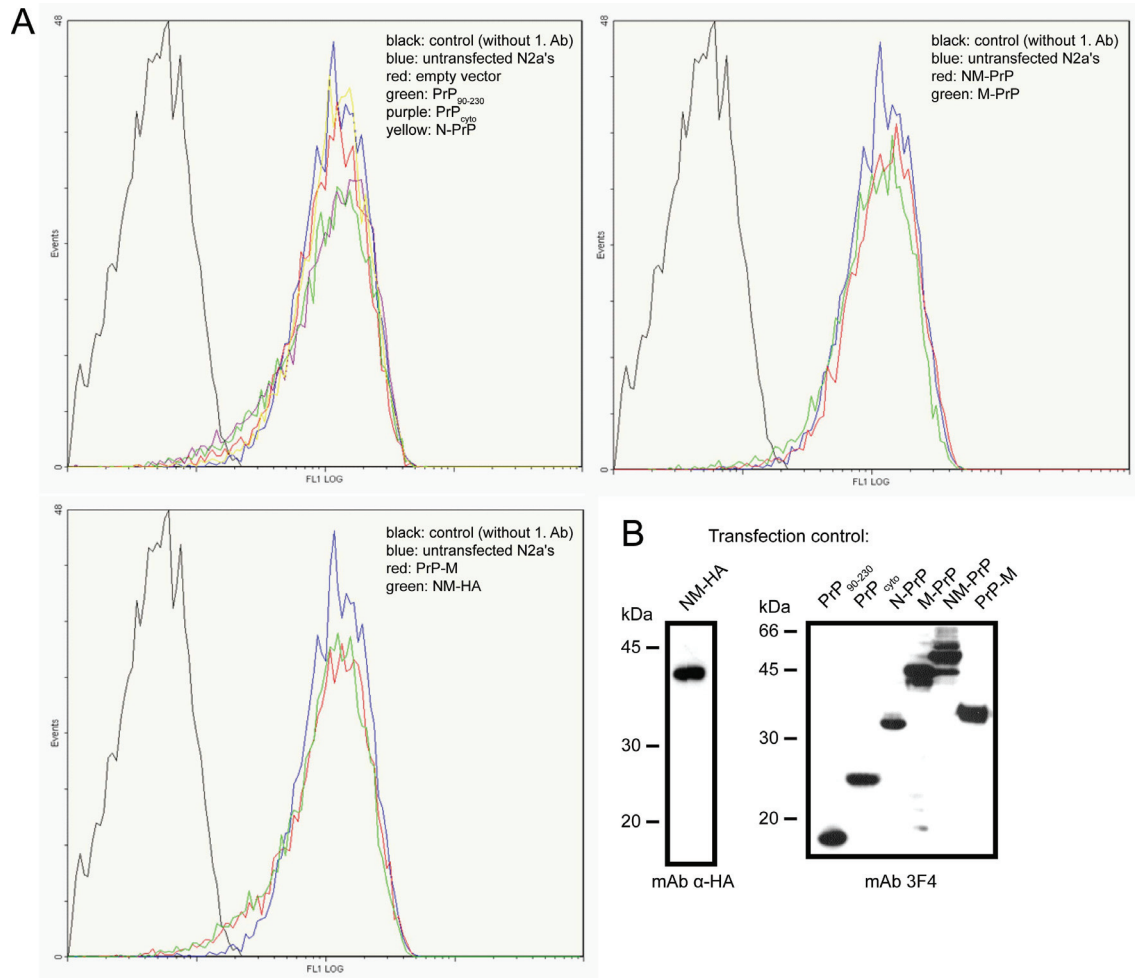 A
48
black: control (without 1. Ab)
blue: untransfected N2a's
red: empty vector
green: PrP90-230
purple: PrPcyto
yellow: N-PrP
Events
0
FL1 LOG
48
black: control (without 1. Ab)
blue: untransfected N2a's
red: NM-PrP
green: M-PrP
Events
0
FL1 LOG
48
black: control (without 1. Ab)
blue: untransfected N2a's
red: PrP-M
green: NM-HA
Events
0
FL1 LOG
B
Transfection control:
NM-HA
kDa
45
30
20
mAb α-HA
PrP90-230
PrPcyto
N-PrP
M-PrP
NM-PrP
PrP-M
kDa
66
45
30
20
mAb 3F4